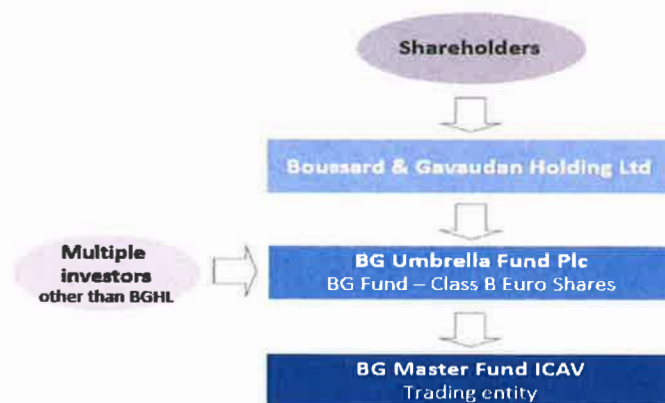 Shareholders
Boussard & Gavaudan Holding Ltd
Multiple
investors
other than BGHL
BG Umbrella Fund Plc
BG Fund – Class B Euro Shares
BG Master Fund ICAV
Trading entity